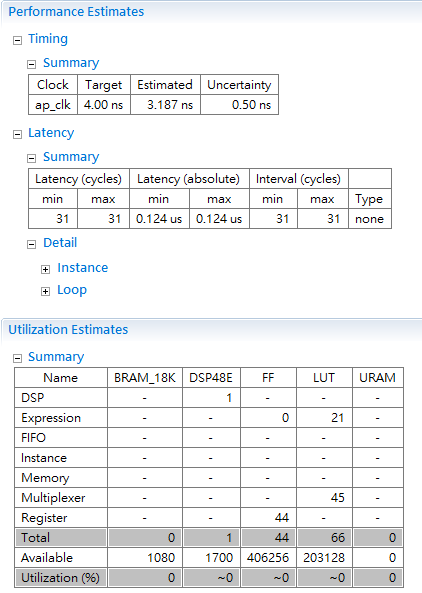 Performance Estimates
Timing
Summary
Clock Target Estimated Uncertainty
ap_clk 4.00 ns 3.187 ns 0.50 ns
Latency
Summary
Latency (cycles) Latency (absolute) Interval (cycles)
min max min max min max Type
31 31 0.124 us 0.124 us 31 31 none
Detail
Instance
Loop
Utilization Estimates
Summary
Name BRAM_18K DSP48E FF LUT URAM
DSP - 1 - - -
Expression - - 0 21 -
FIFO - - - - -
Instance - - - - -
Memory - - - - -
Multiplexer - - - 45 -
Register - - 44 - -
Total 0 1 44 66 0
Available 1080 1700 406256 203128 0
Utilization (%) 0 ~0 ~0 ~0 0